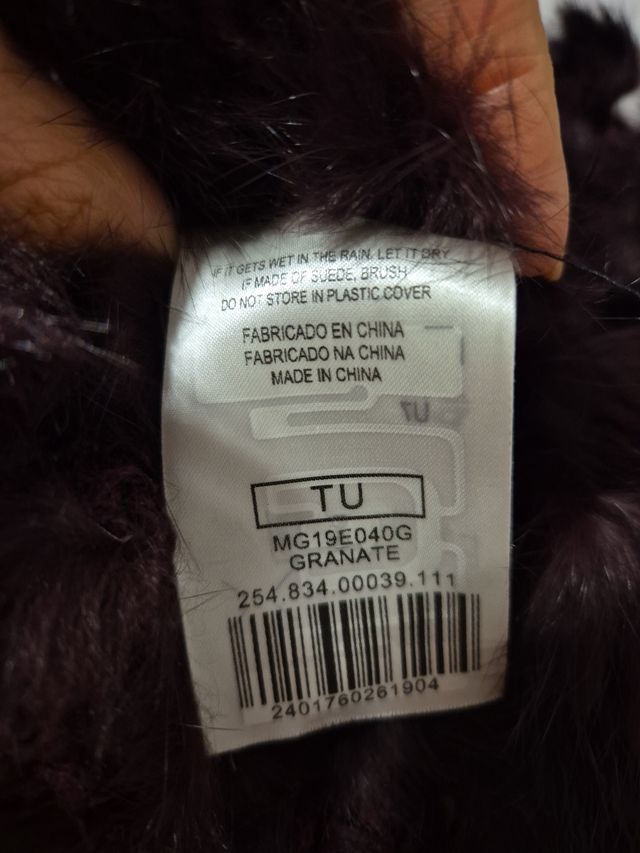 IF IT GETS WET IN THE RAIN, LET IT DRY
IF MADE OF SUEDE, BRUSH
DO NOT STORE IN PLASTIC COVER
FABRICADO EN CHINA
FABRICADO NA CHINA
MADE IN CHINA
U7
TU
MG19E040G
GRANATE
254.834.00039.111
2401760261904